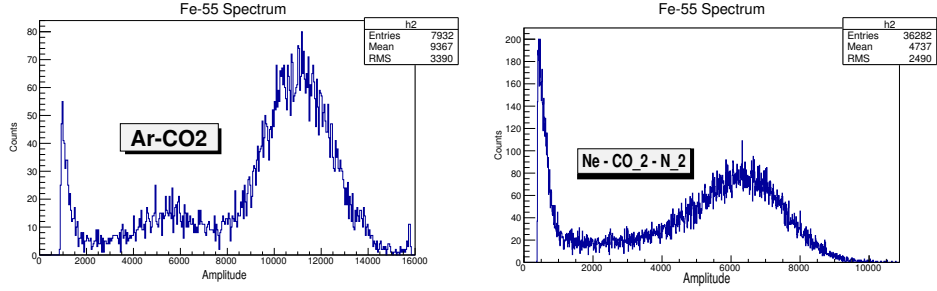 Fe-55 Spectrum
h2
Entries 7932
Mean 9367
RMS 3390
Counts
80
70
60
50
40
30
20
10
0
Ar-CO2
0 2000 4000 6000 8000 10000 12000 14000 16000
Amplitude
Fe-55 Spectrum
h2
Entries 36282
Mean 4737
RMS 2490
Counts
200
180
160
140
120
100
80
60
40
20
0
Ne - CO_2 - N_2
0 2000 4000 6000 8000 10000
Amplitude